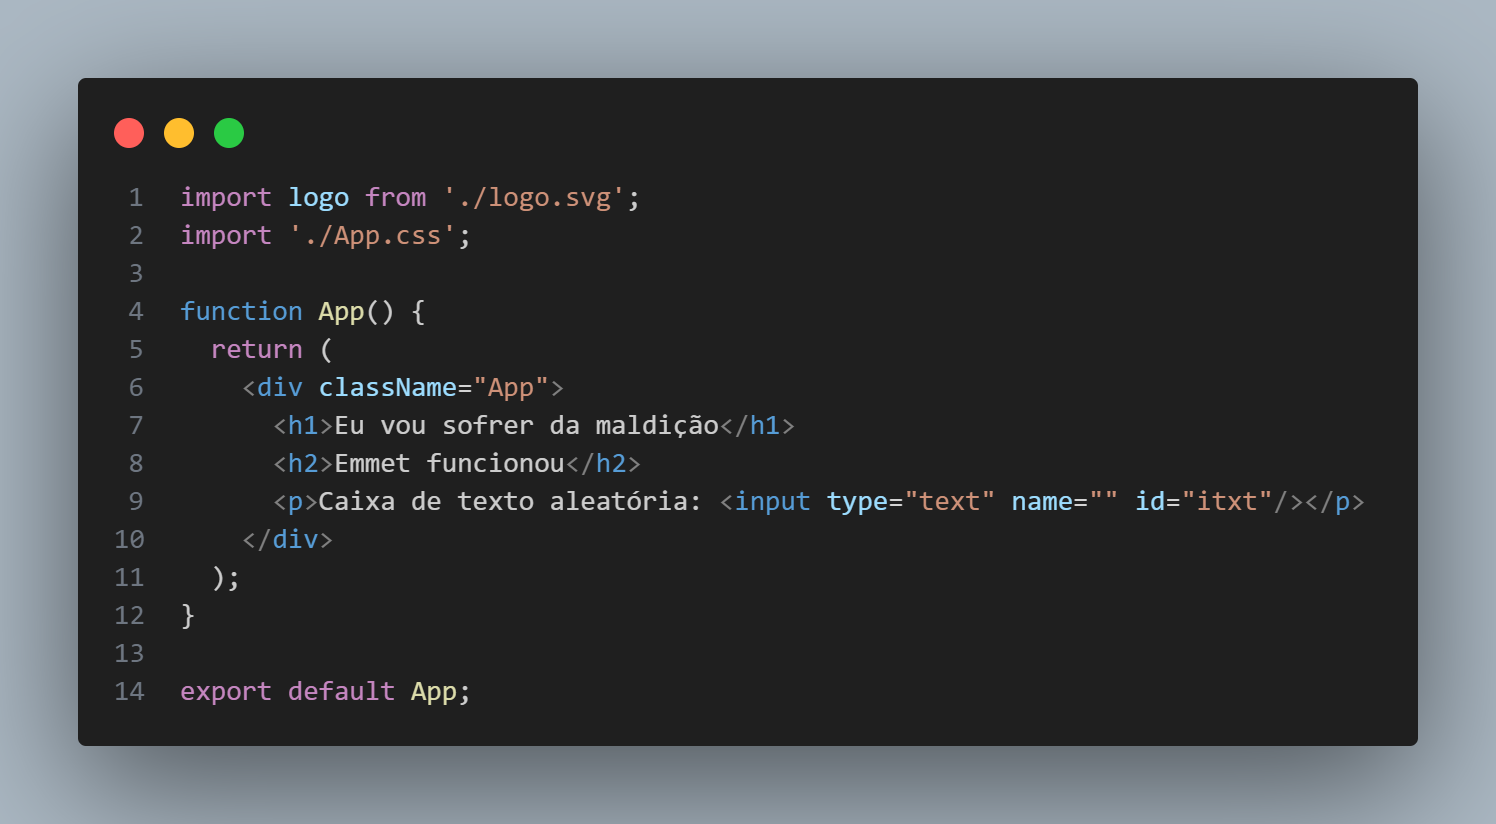 1 import logo from './logo.svg';
2 import './App.css';
3
4 function App() {
5   return (
6     <div className="App">
7       <h1>Eu vou sofrer da maldição</h1>
8       <h2>Emmet funcionou</h2>
9       <p>Caixa de texto aleatória: <input type="text" name="" id="itxt"/></p>
10     </div>
11   );
12 }
13
14 export default App;